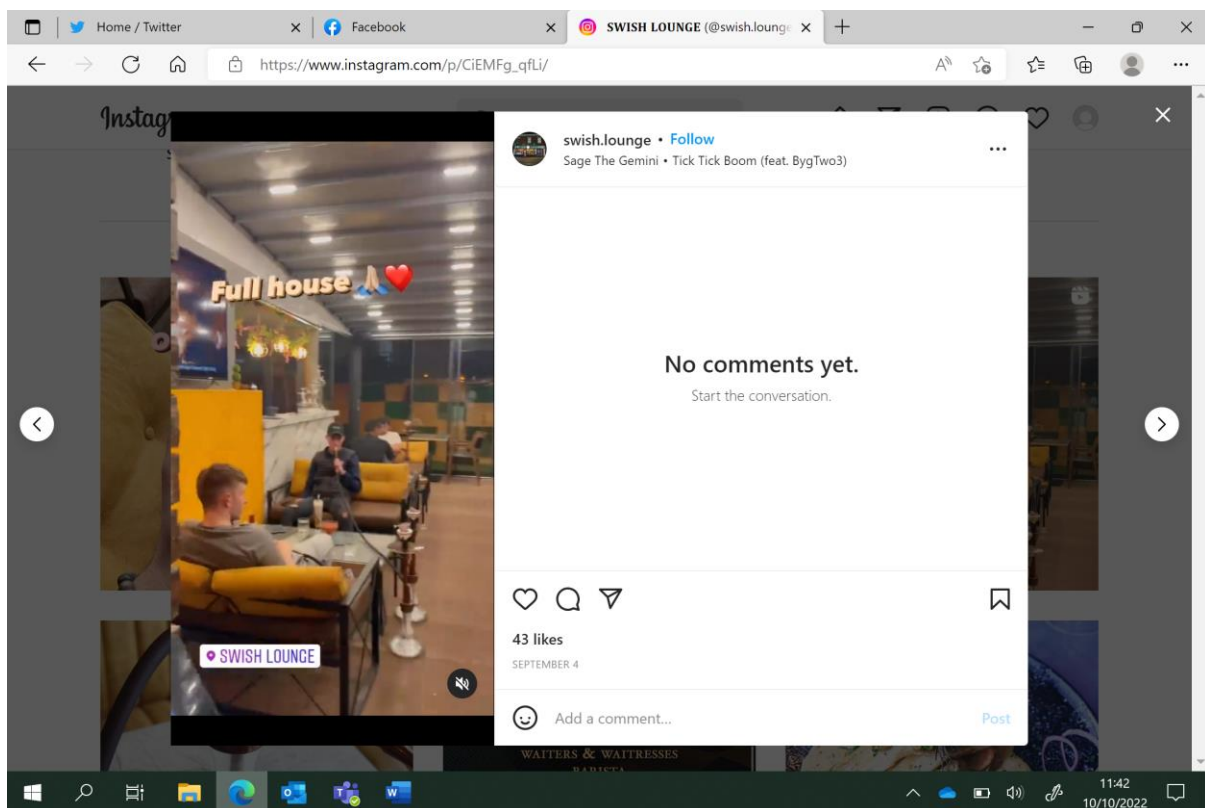 Home / Twitter
Facebook
SWISH LOUNGE (@swish.lounge
https://www.instagram.com/p/CiEMFg_qfLi/
Instag
swish.lounge • Follow
Sage The Gemini • Tick Tick Boom (feat. BygTwo3)
Full house 🙏🏼❤️
No comments yet.
Start the conversation.
43 likes
SEPTEMBER 4
SWISH LOUNGE
Add a comment...
Post
WAITERS & WAITRESSES
BARISTA
11:42
10/10/2022